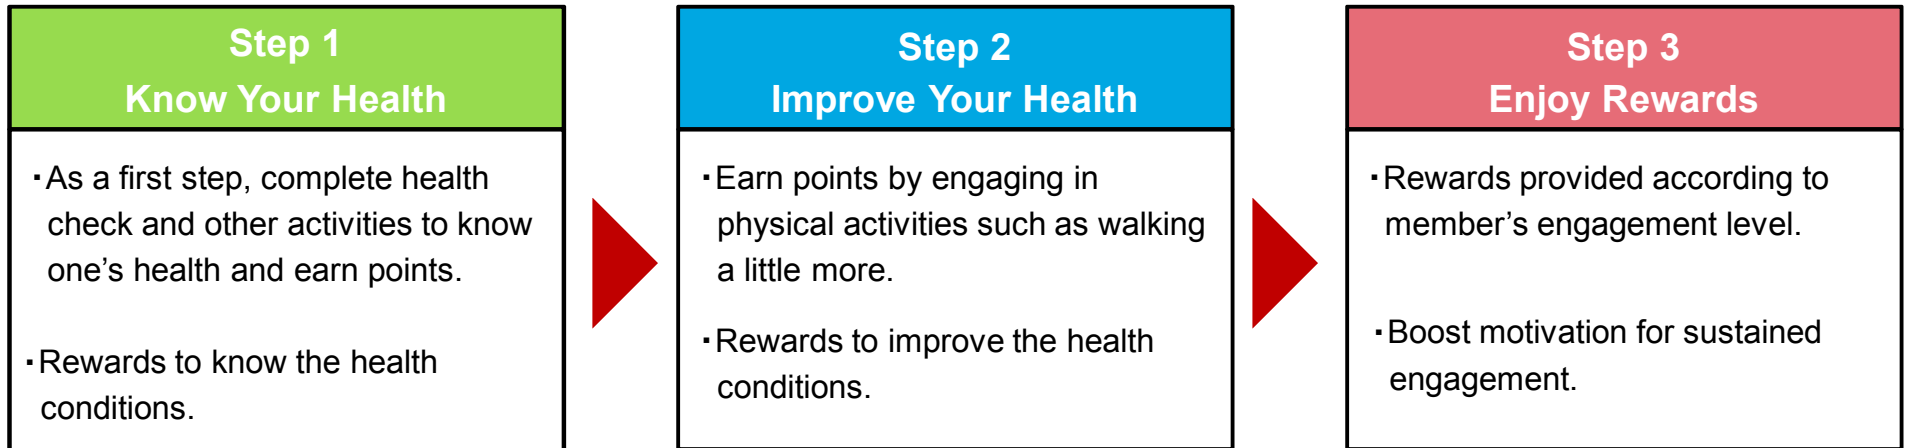 Step 1
Know Your Health
・As a first step, complete health
check and other activities to know
one’s health and earn points.
・Rewards to know the health
conditions.
Step 2
Improve Your Health
・Earn points by engaging in
physical activities such as walking
a little more.
・Rewards to improve the health
conditions.
Step 3
Enjoy Rewards
・Rewards provided according to
member’s engagement level.
・Boost motivation for sustained
engagement.